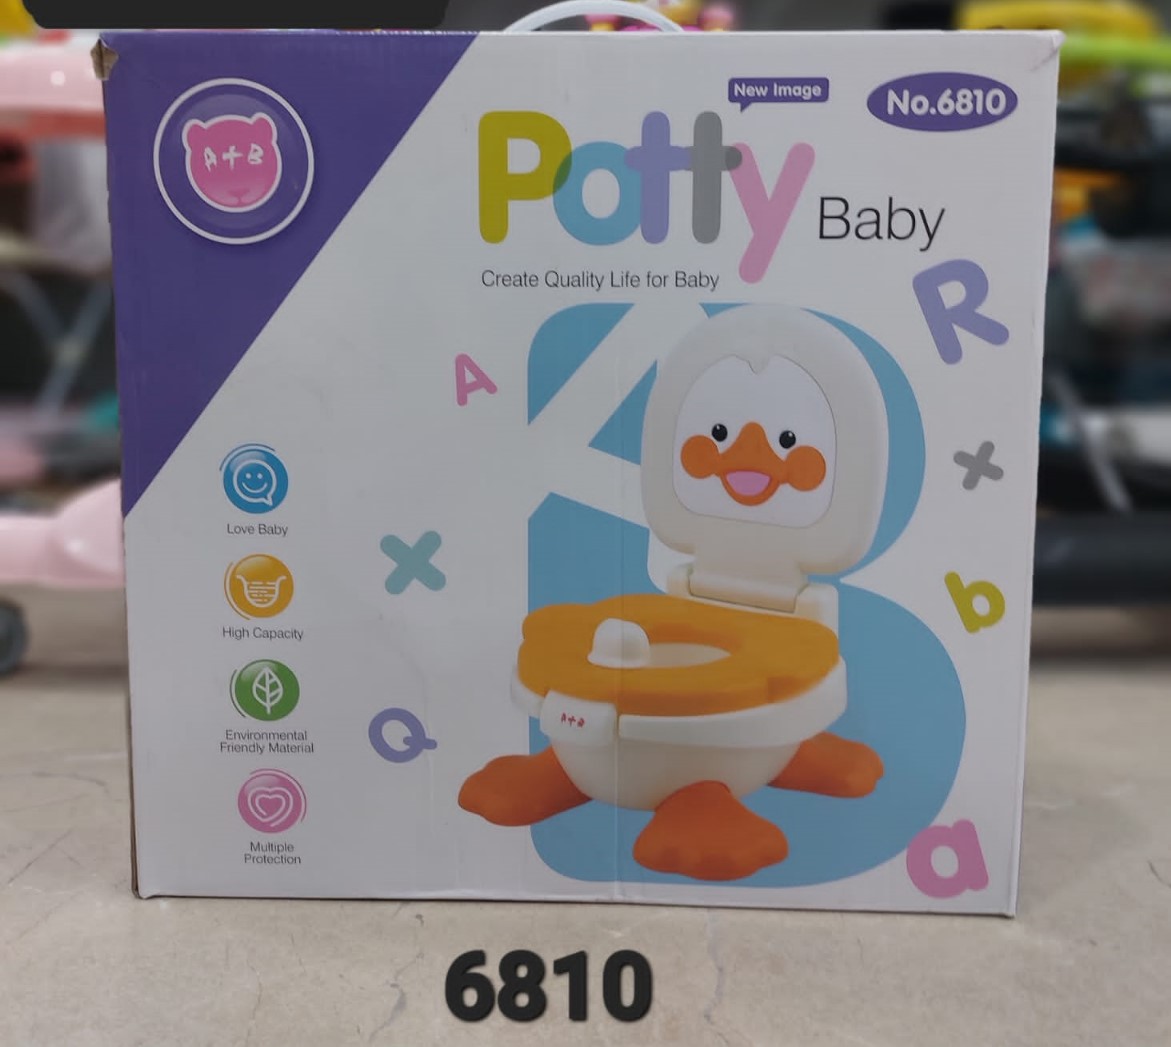 A+B
New Image
No.6810
Potty
Baby
Create Quality Life for Baby
R
A
x
Love Baby
X
High Capacity
b
A+B
Q
Environmental
Friendly Material
Multiple
Protection
a
6810